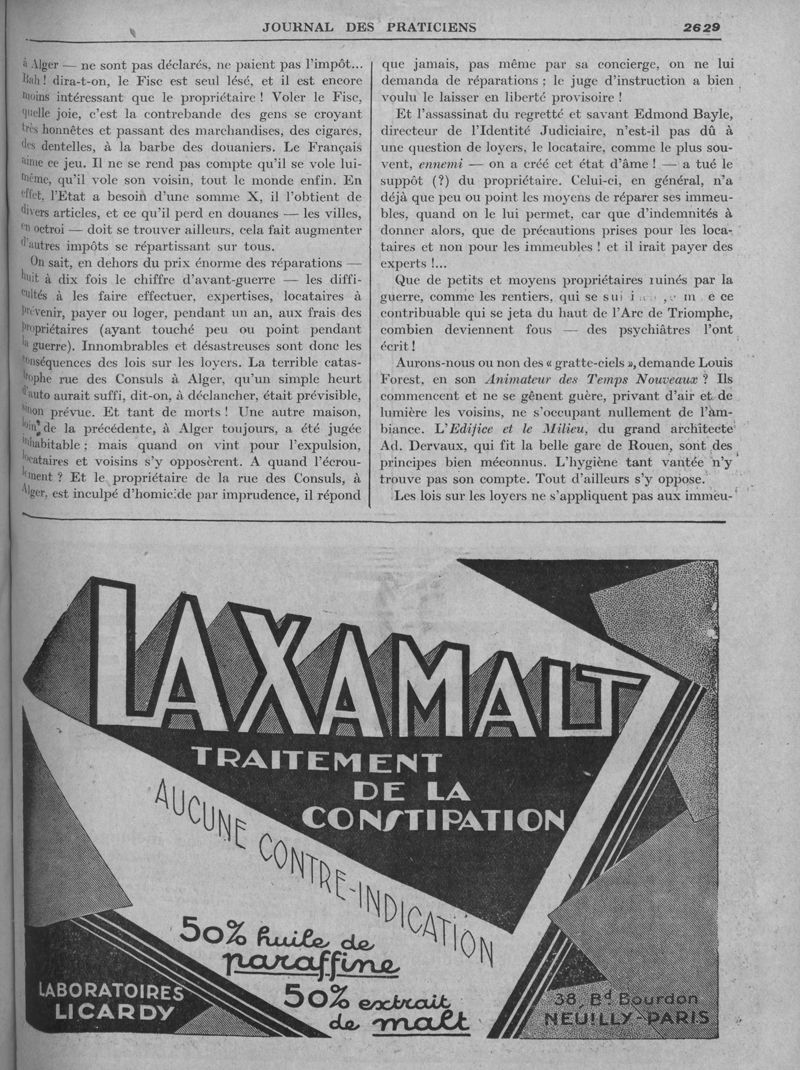 JOURNAL DES PRATICIENS 2629
à Alger — ne sont pas déclarés, ne paient pas l'impôt...
Bah ! dira-t-on, le Fisc est seul lésé, et il est encore
moins intéressant que le propriétaire ! Voler le Fisc,
quelle joie, c'est la contrebande des gens se croyant
très honnêtes et passant des marchandises, des cigares,
des dentelles, à la barbe des douaniers. Le Français
aime ce jeu. Il ne se rend pas compte qu'il se vole lui-
même, qu'il vole son voisin, tout le monde enfin. En
effet, l'Etat a besoin d'une somme X, il l'obtient de
divers articles, et ce qu'il perd en douanes — les villes,
en octroi — doit se trouver ailleurs, cela fait augmenter
d'autres impôts se répartissant sur tous.
On sait, en dehors du prix énorme des réparations —
huit à dix fois le chiffre d'avant-guerre — les diffi-
cultés à les faire effectuer, expertises, locataires à
prévenir, payer ou loger, pendant un an, aux frais des
propriétaires (ayant touché peu ou point pendant
la guerre). Innombrables et désastreuses sont donc les
conséquences des lois sur les loyers. La terrible catas-
trophe rue des Consuls à Alger, qu'un simple heurt
d'auto aurait suffi, dit-on, à déclancher, était prévisible,
sinon prévue. Et tant de morts ! Une autre maison,
loin de la précédente, à Alger toujours, a été jugée
inhabitable ; mais quand on vint pour l'expulsion,
locataires et voisins s'y opposèrent. A quand l'écrou-
lement ? Et le propriétaire de la rue des Consuls, à
Alger, est inculpé d'homicide par imprudence, il répond
que jamais, pas même par sa concierge, on ne lui
demanda de réparations ; le juge d'instruction a bien
voulu le laisser en liberté provisoire !
Et l'assassinat du regretté et savant Edmond Bayle,
directeur de l'Identité Judiciaire, n'est-il pas dû à
une question de loyers, le locataire, comme le plus sou-
vent, ennemi — on a créé cet état d'âme ! — a tué le
suppôt (?) du propriétaire. Celui-ci, en général, n'a
déjà que peu ou point les moyens de réparer ses immeu-
bles, quand on le lui permet, car que d'indemnités à
donner alors, que de précautions prises pour les loca-
taires et non pour les immeubles ! et il irait payer des
experts !...
Que de petits et moyens propriétaires ruinés par la
guerre, comme les rentiers, qui se e ce
contribuable qui se jeta du haut de l'Arc de Triomphe,
combien deviennent fous — des psychiâtres l'ont
écrit !
Aurons-nous ou non des « gratte-ciels », demande Louis
Forest, en son Animateur des Temps Nouveaux ? Ils
commencent et ne se gênent guère, privant d'air et de
lumière les voisins, ne s'occupant nullement de l'am-
biance. L'Edifice et le Milieu, du grand architecte
Ad. Dervaux, qui fit la belle gare de Rouen, sont des
principes bien méconnus. L'hygiène tant vantée n'y
trouve pas son compte. Tout d'ailleurs s'y oppose.
Les lois sur les loyers ne s'appliquent pas aux immeu-
LAXAMALT
TRAITEMENT
DE LA
CONSTIPATION
AUCUNE CONTRE-INDICATION
50% huile de
paraffine
50% extrait
de malt
LABORATOIRES
LICARDY
38, Bd Bourdon
NEUILLY-PARIS